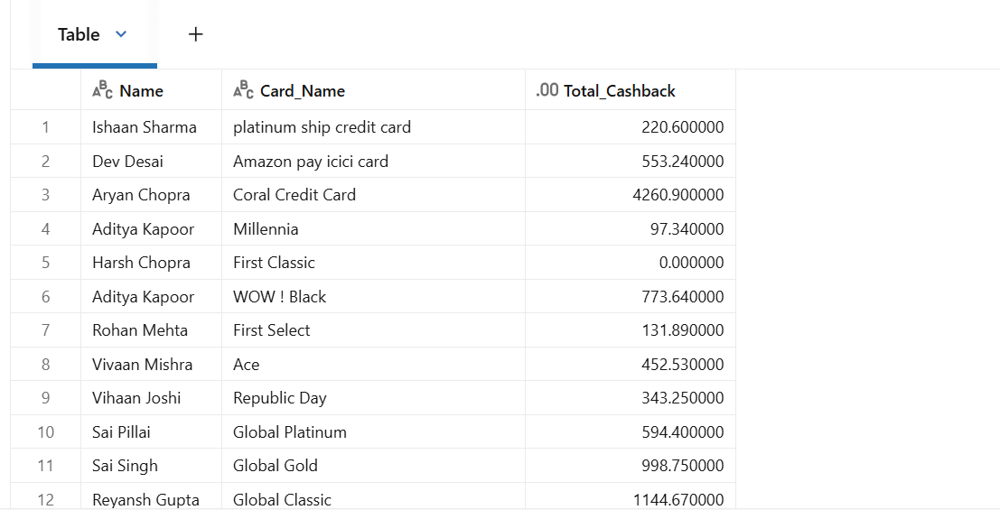 Table +
Name Card_Name .00 Total_Cashback
1 Ishaan Sharma platinum ship credit card 220.600000
2 Dev Desai Amazon pay icici card 553.240000
3 Aryan Chopra Coral Credit Card 4260.900000
4 Aditya Kapoor Millennia 97.340000
5 Harsh Chopra First Classic 0.000000
6 Aditya Kapoor WOW ! Black 773.640000
7 Rohan Mehta First Select 131.890000
8 Vivaan Mishra Ace 452.530000
9 Vihaan Joshi Republic Day 343.250000
10 Sai Pillai Global Platinum 594.400000
11 Sai Singh Global Gold 998.750000
12 Reyansh Gupta Global Classic 1144.670000